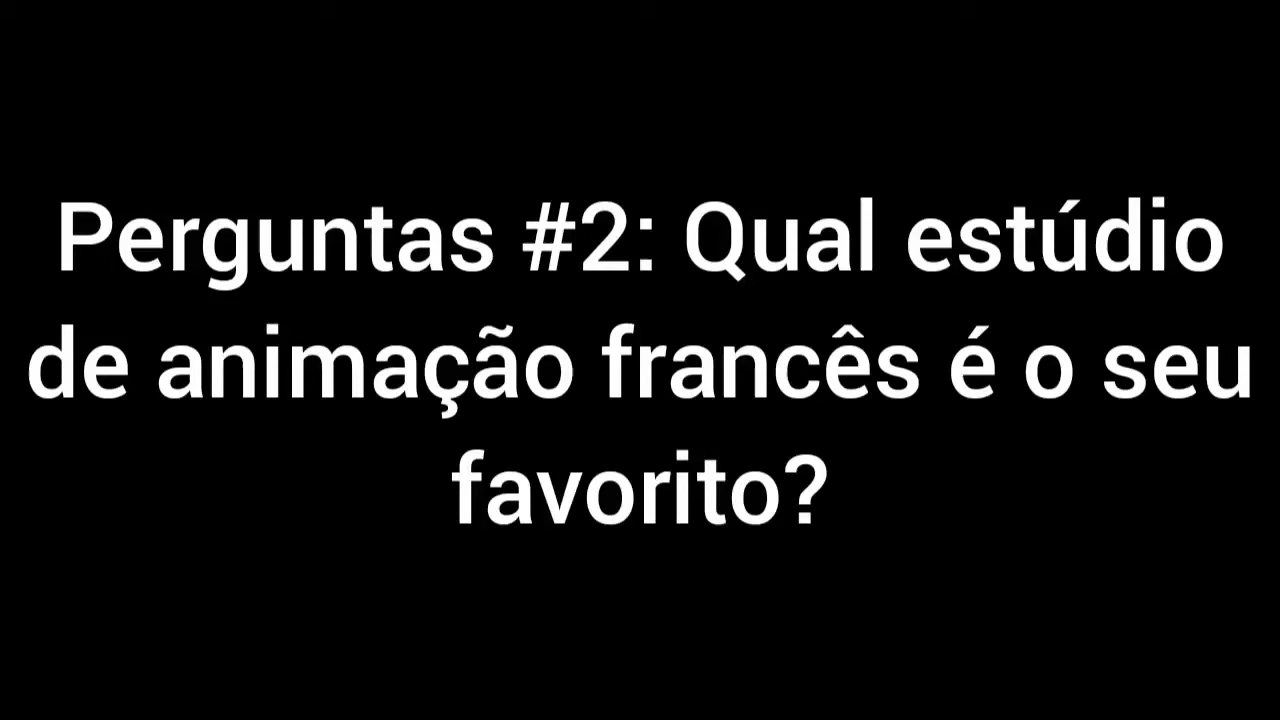 Perguntas #2: Qual estúdio
de animação francês é o seu
favorito?